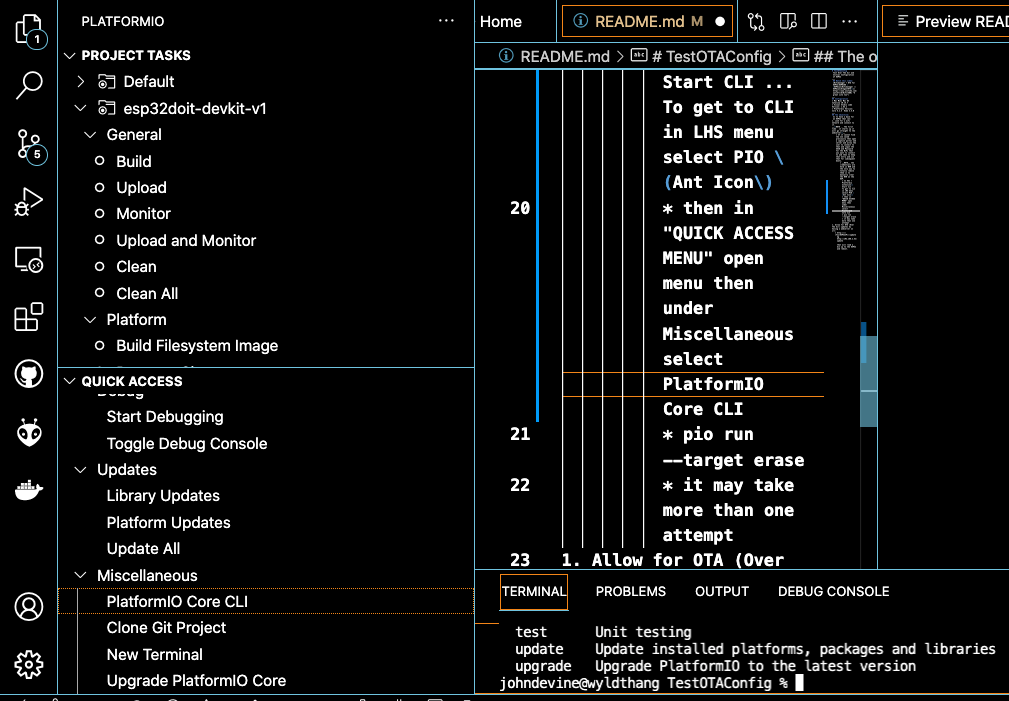 PLATFORMIO
PROJECT TASKS
Default
esp32doit-devkit-v1
General
Build
Upload
Monitor
Upload and Monitor
Clean
Clean All
Platform
Build Filesystem Image
QUICK ACCESS
Debug
Start Debugging
Toggle Debug Console
Updates
Library Updates
Platform Updates
Update All
Miscellaneous
PlatformIO Core CLI
Clone Git Project
New Terminal
Upgrade PlatformIO Core
1
5
Home
README.md M
Preview READ
README.md > # TestOTAConfig > ## The o
Start CLI ...
To get to CLI
in LHS menu
select PIO \
(Ant Icon\)
20 * then in
"QUICK ACCESS
MENU" open
menu then
under
Miscellaneous
select
PlatformIO
Core CLI
21 * pio run
--target erase
22 * it may take
more than one
attempt
23 1. Allow for OTA (Over
TERMINAL PROBLEMS OUTPUT DEBUG CONSOLE
test Unit testing
update Update installed platforms, packages and libraries
upgrade Upgrade PlatformIO to the latest version
johndevine@wyldthang TestOTAConfig %